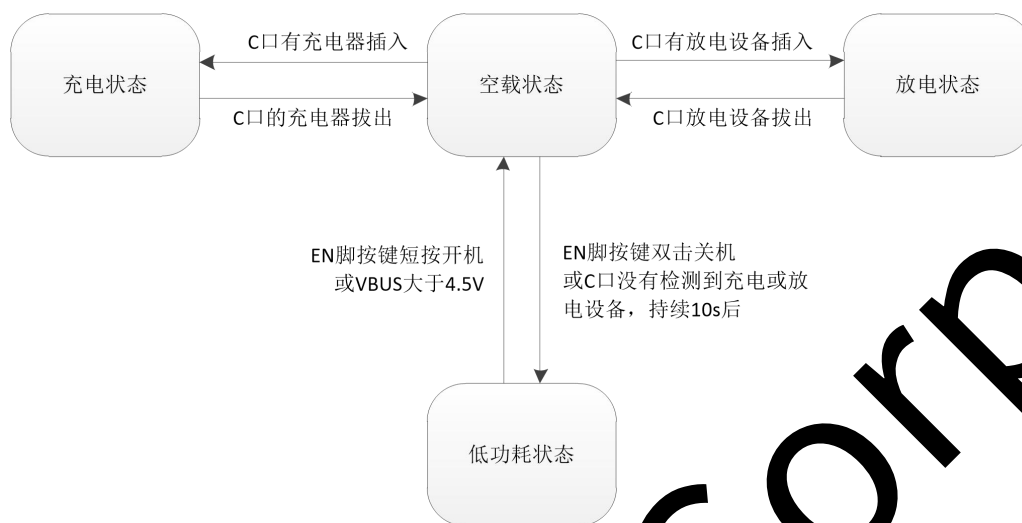 C口有充电器插入
C口有放电设备插入
充电状态
空载状态
放电状态
C口的充电器拔出
C口放电设备拔出
EN脚按键短按开机
或VBUS大于4.5V
EN脚按键双击关机
或C口没有检测到充电或放
电设备，持续10s后
低功耗状态
Corp